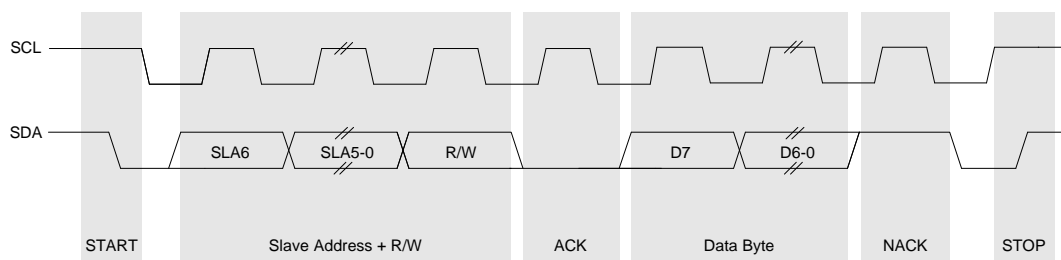 SCL
SDA
SLA6 SLA5-0 R/W D7 D6-0
START Slave Address + R/W ACK Data Byte NACK STOP